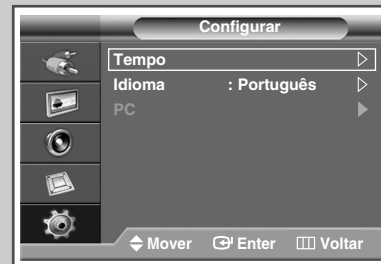 Configurar
Tempo
Idioma : Português
PC
Mover Enter Voltar